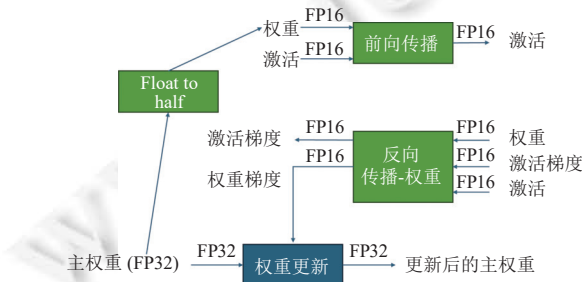 权重 FP16
激活 FP16
前向传播
FP16 激活
Float to
half
激活梯度 FP16
权重梯度 FP16
反向
传播-权重
FP16 权重
FP16 激活梯度
FP16 激活
主权重 (FP32)
FP32
权重更新
FP32
更新后的主权重